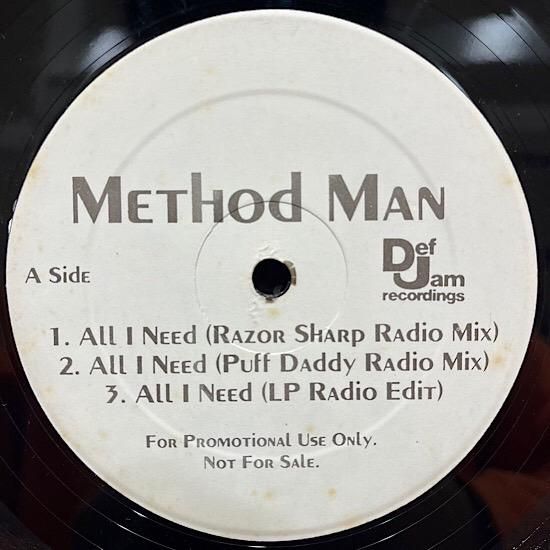 Method Man
A Side
Def Jam
recordings
1. All I Need (Razor Sharp Radio Mix)
2. All I Need (Puff Daddy Radio Mix)
3. All I Need (LP Radio Edit)
For Promotional Use Only.
Not For Sale.